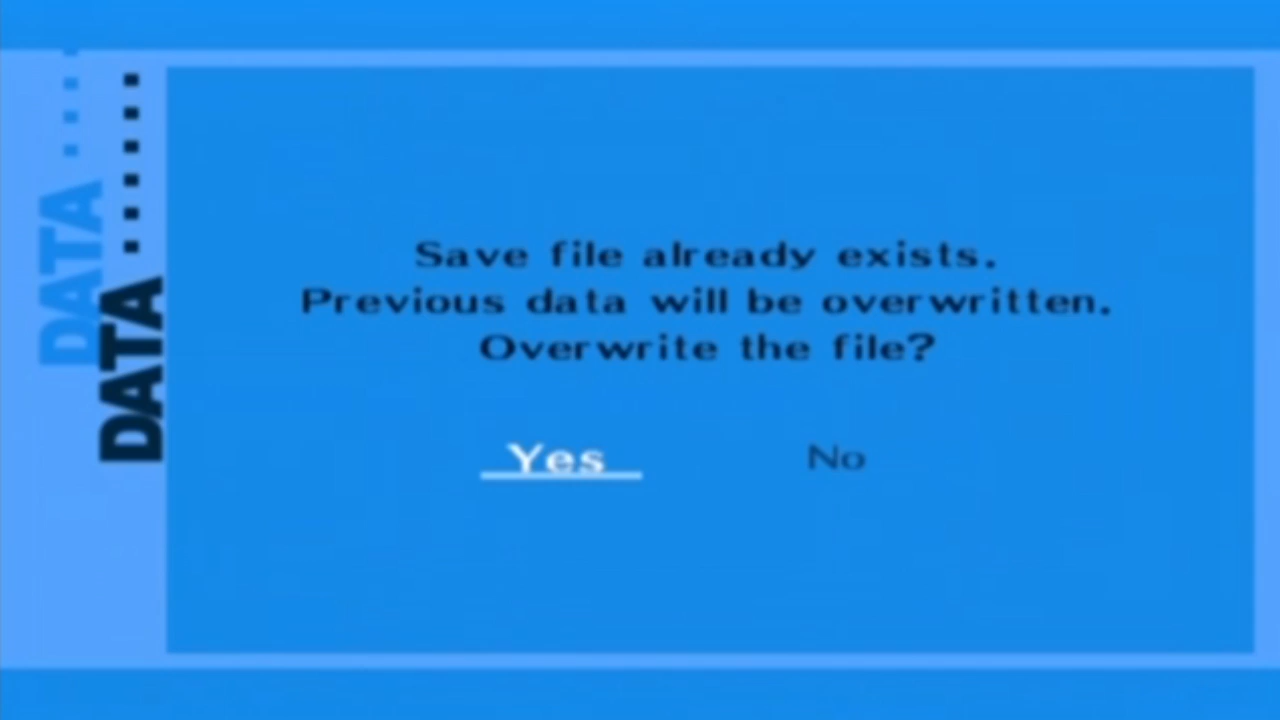 DATA
DATA
Save file already exists.
Previous data will be overwritten.
Overwrite the file?
Yes No